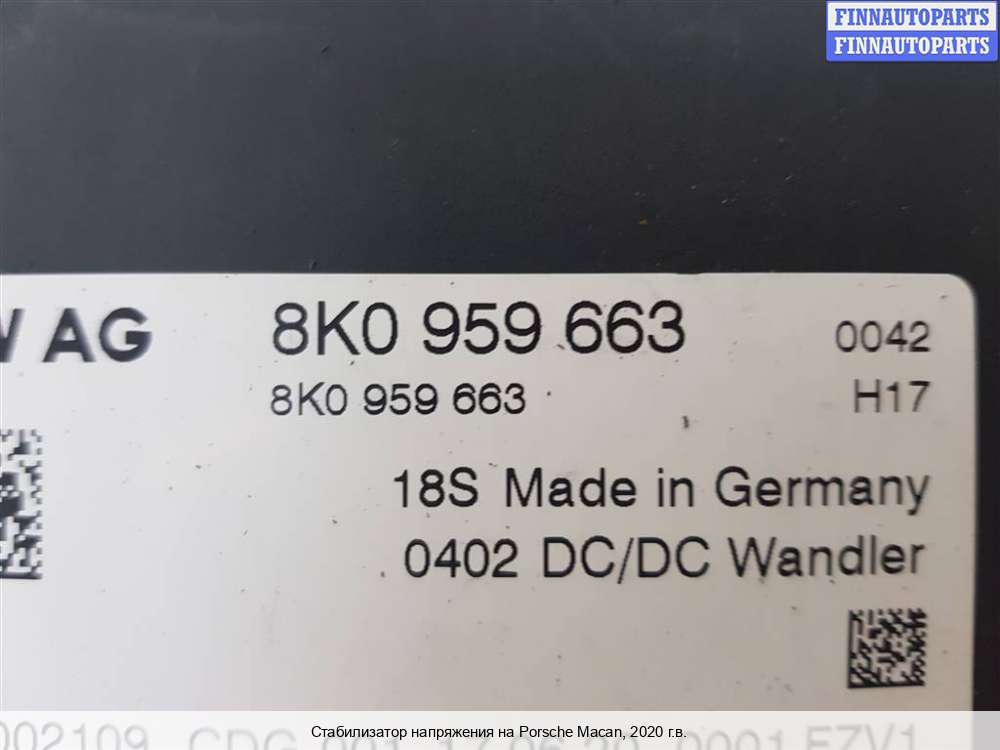 FINNAUTOPARTS
FINNAUTOPARTS
AG 8K0 959 663 0042
8K0 959 663 H17
18S Made in Germany
0402 DC/DC Wandler
Стабилизатор напряжения на Porsche Macan, 2020 г.в.